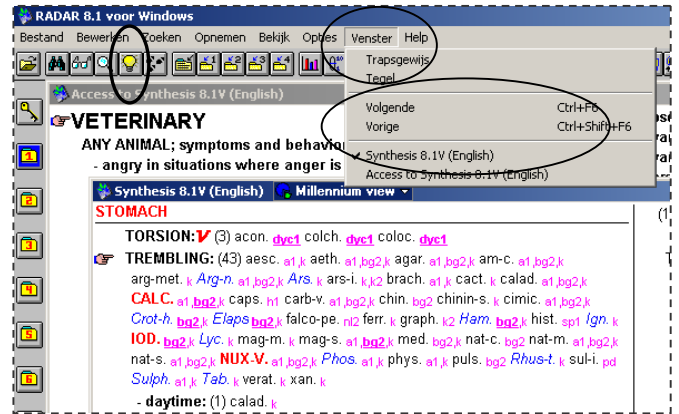 RADAR 8.1 voor Windows
Bestand Bewerken Zoeken Opnemen Bekijk Opties Venster Help
Trapsgewijs
Tegel
Access to Synthesis 8.1V (English)
Volgende Ctrl+F6
Vorige Ctrl+Shift+F6
✓ Synthesis 8.1V (English)
Access to Synthesis 8.1V (English)
VETERINARY
ANY ANIMAL; symptoms and behaviou
- angry in situations where anger is
Synthesis 8.1V (English) Millennium view
STOMACH
(1
TORSION: V (3) acon. dyc1 colch. dyc1 coloc. dyc1
TREMBLING: (43) aesc. a1,k aeth. a1,bg2,k agar. a1,bg2,k am-c. a1,bg2,k
arg-met. k Arg-n. a1,bg2,k Ars. k ars-i. k,k2 brach. a1,k cact. k calad. a1,bg2,k
CALC. a1,bg2,k caps. h1 carb-v. a1,bg2,k chin. bg2 chinin-s. k cimic. a1,bg2,k
Crot-h. bg2,k Elaps bg2,k falco-pe. nl2 ferr. k graph. k2 Ham. bg2,k hist. sp1 Ign. k
IOD. bg2,k Lyc. k mag-m. k mag-s. a1,bg2,k med. bg2,k nat-c. bg2 nat-m. a1,bg2,k
nat-s. a1,bg2,k NUX-V. a1,bg2,k Phos. a1,k phys. a1,k puls. bg2 Rhus-t. k sul-i. pd
Sulph. a1,k Tab. k verat. k xan. k
- daytime: (1) calad. k